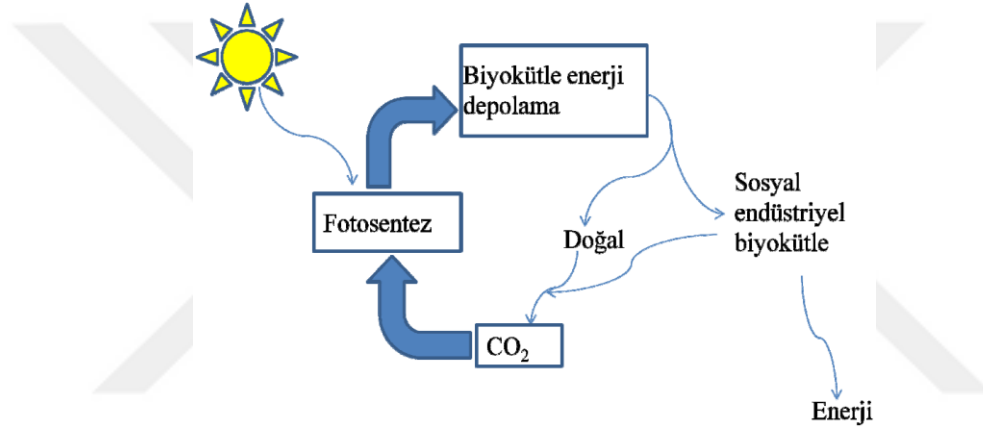 Biyokütle enerji
depolama
Fotosentez
Doğal
Sosyal
endüstriyel
biyokütle
CO₂
Enerji